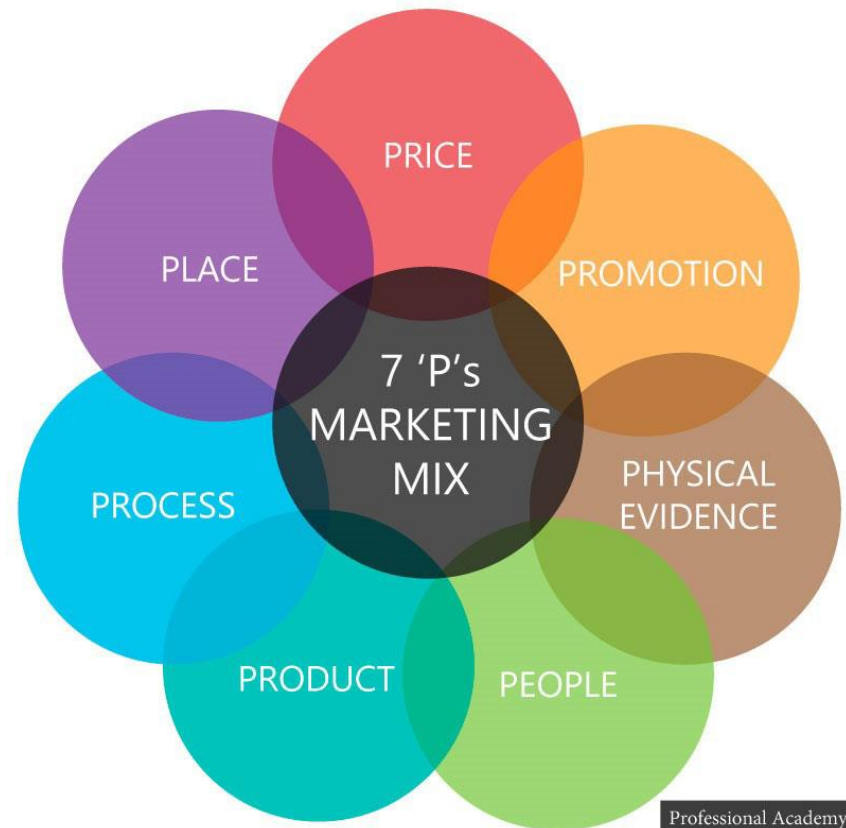 PRICE
PROMOTION
PHYSICAL
EVIDENCE
PEOPLE
PRODUCT
PROCESS
PLACE
7 ‘P’s
MARKETING
MIX
Professional Academy